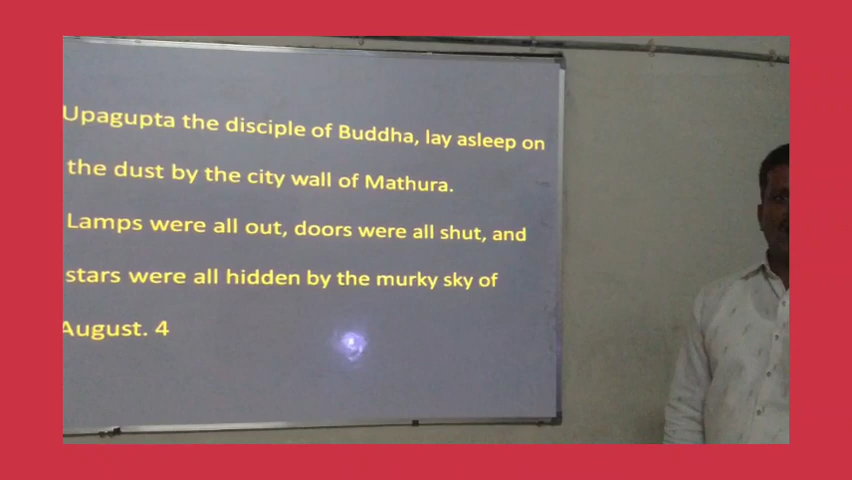 Upagupta the disciple of Buddha, lay asleep on
the dust by the city wall of Mathura.
Lamps were all out, doors were all shut, and
stars were all hidden by the murky sky of
August. 4